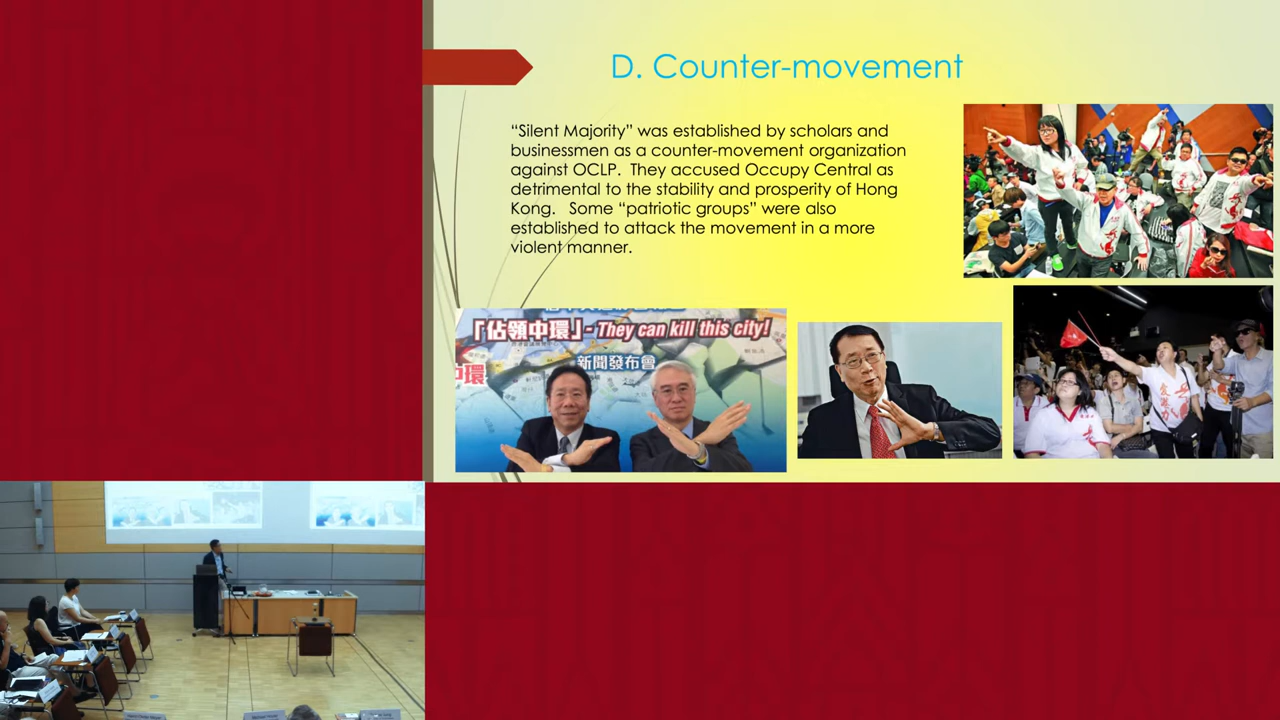 D. Counter-movement
“Silent Majority” was established by scholars and
businessmen as a counter-movement organization
against OCLP.  They accused Occupy Central as
detrimental to the stability and prosperity of Hong
Kong.   Some “patriotic groups” were also
established to attack the movement in a more
violent manner.
「佔領中環」- They can kill this city!
新聞發布會
中環